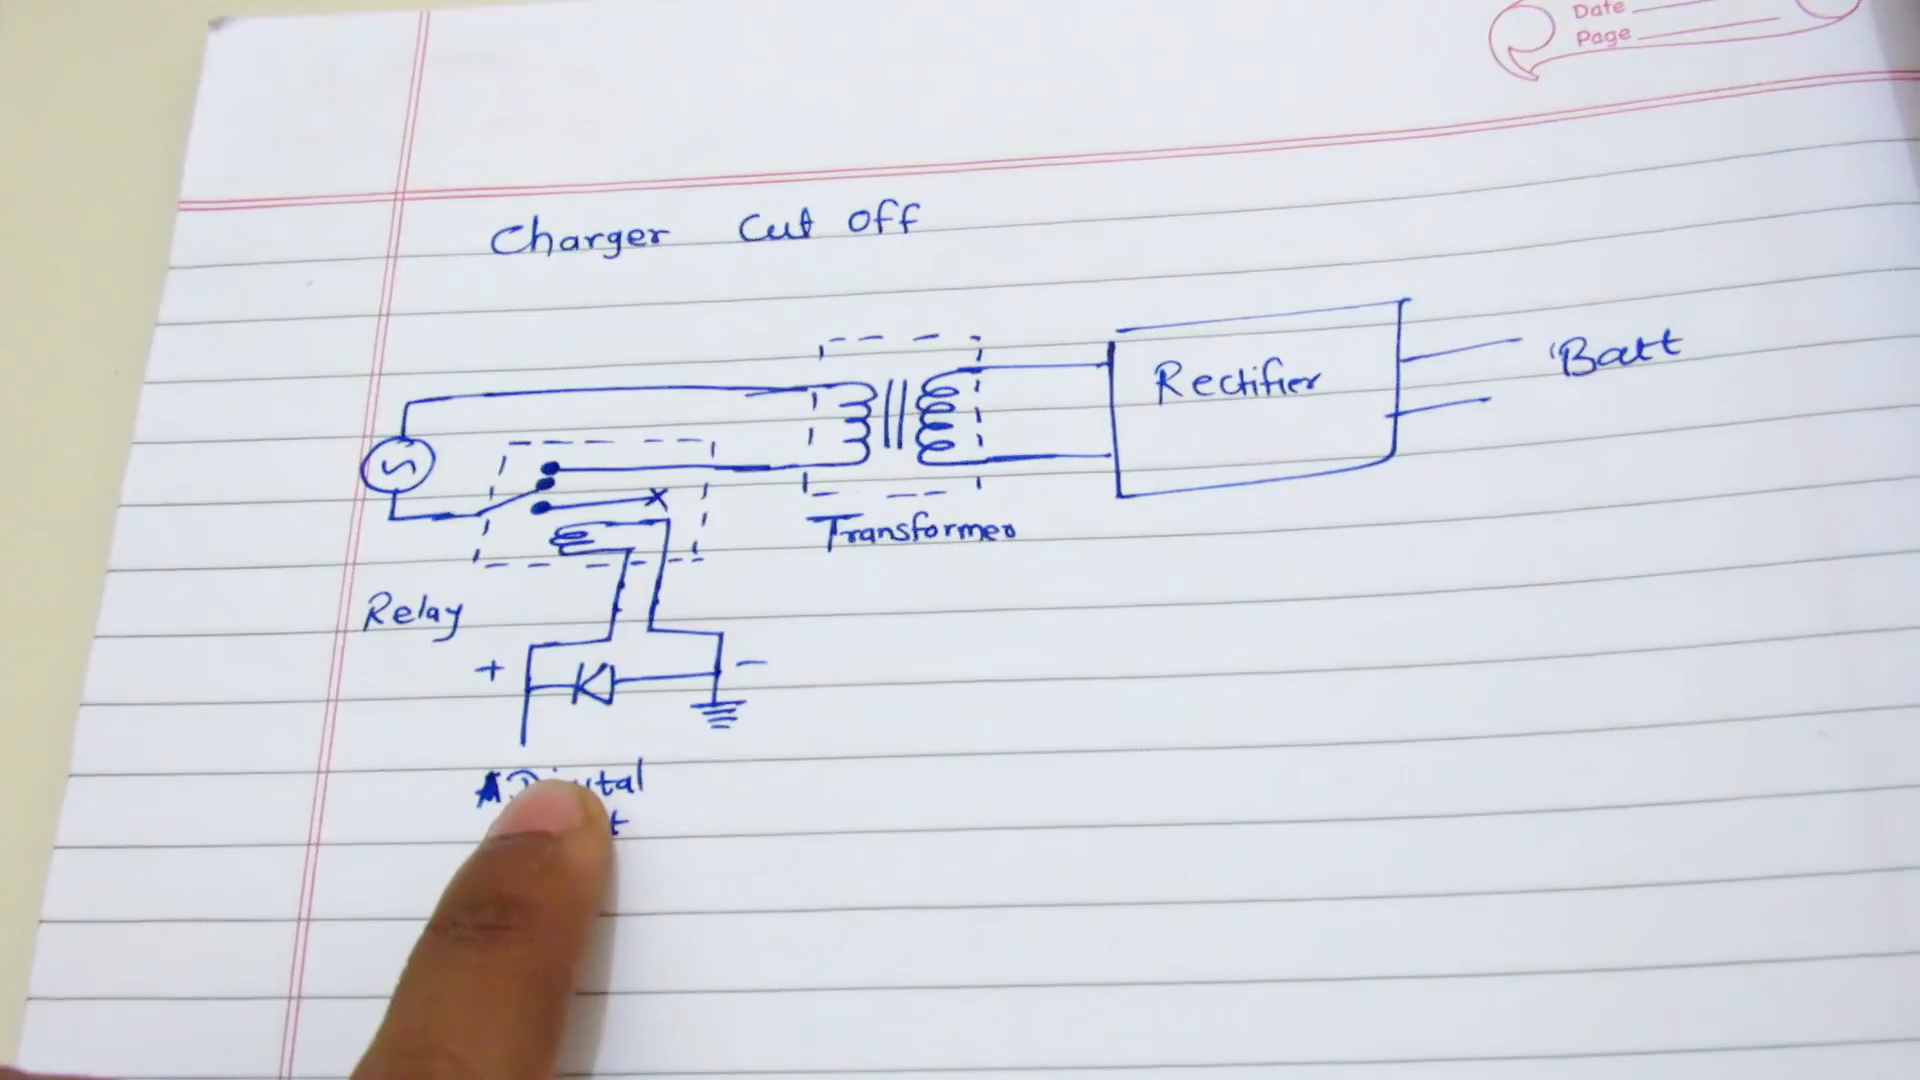 Date
Page
Charger Cut Off
Rectifier
Batt
Transformer
Relay
+
-